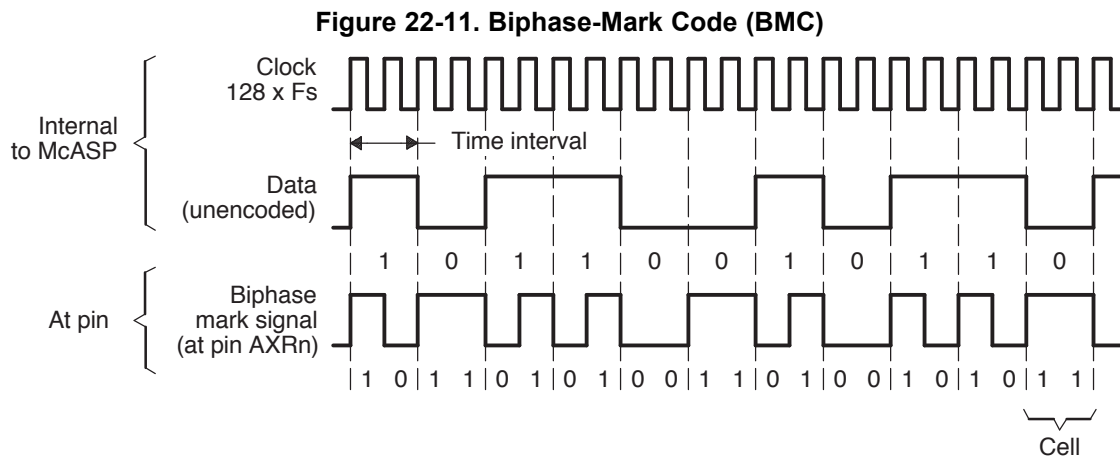 Figure 22-11. Biphase-Mark Code (BMC)
Clock
128 x Fs
Internal
to McASP
Time interval
Data
(unencoded)
1 0 1 1 0 0 1 0 1 1 0
At pin
Biphase
mark signal
(at pin AXRn)
1 0 1 1 0 1 0 1 0 0 1 1 0 1 0 0 1 0 1 0 1 1
Cell